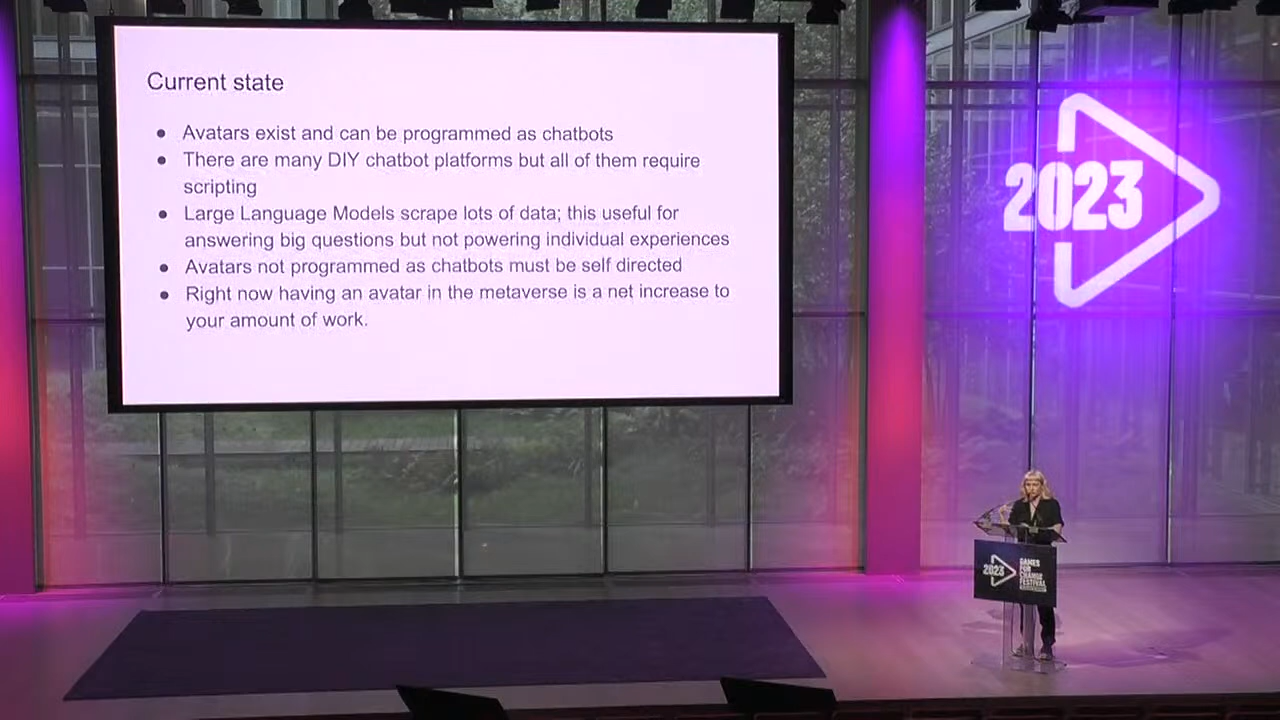 Current state
● Avatars exist and can be programmed as chatbots
● There are many DIY chatbot platforms but all of them require
scripting
● Large Language Models scrape lots of data; this useful for
answering big questions but not powering individual experiences
● Avatars not programmed as chatbots must be self directed
● Right now having an avatar in the metaverse is a net increase to
your amount of work.
2023
2023
GAMES
FOR
CHANGE
FESTIVAL